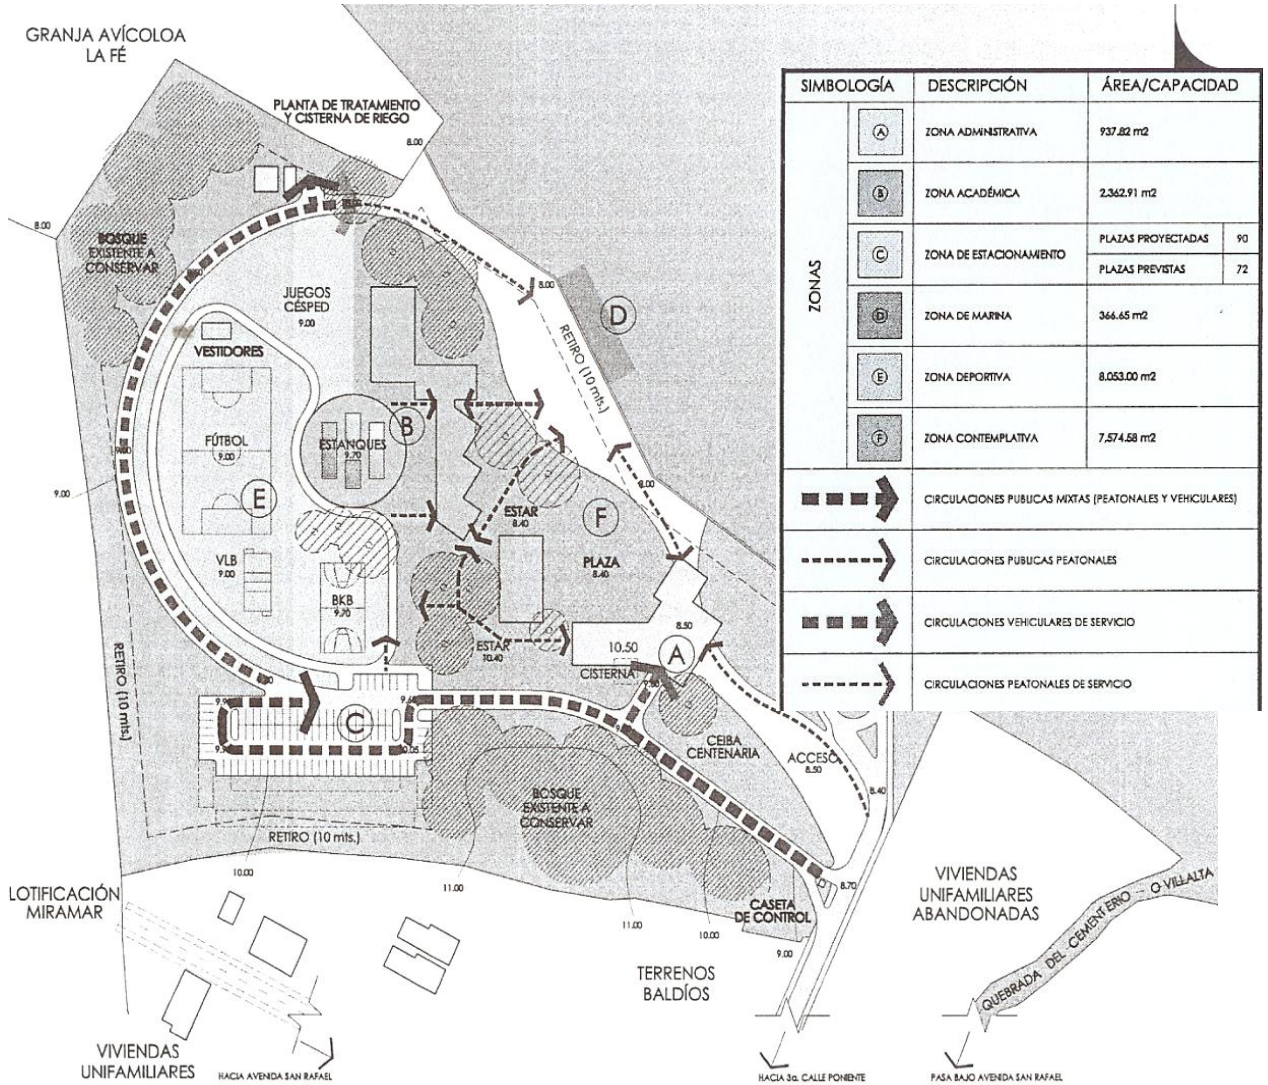 GRANJA AVÍCOLOA
LA FÉ
PLANTA DE TRATAMIENTO
Y CISTERNA DE RIEGO
8.00
8.00
BOSQUE
EXISTENTE A
CONSERVAR
JUEGOS
CÉSPED
9.00
8.00
D
RETIRO (10 mts.)
VESTIDORES
FÚTBOL
9.00
ESTANQUES
9.70
B
E
9.00
8.00
ESTAR
8.40
F
PLAZA
8.40
VLB
9.00
BKB
9.70
8.50
10.50
A
CISTERNA
ESTAR
10.40
RETIRO (10 mts.)
C
10.05
CEIBA
CENTENARIA
ACCESO
8.50
8.40
BOSQUE
EXISTENTE A
CONSERVAR
RETIRO (10 mts.)
10.00
11.00
8.70
CASETA
DE CONTROL
11.00
10.00
9.00
LOTIFICACIÓN
MIRAMAR
TERRENOS
BALDÍOS
VIVIENDAS
UNIFAMILIARES
ABANDONADAS
QUEBRADA DEL CEMENTERIO - O VILLALTA
VIVIENDAS
UNIFAMILIARES
HACIA AVENIDA SAN RAFAEL
HACIA 3a. CALLE PONIENTE
PASA BAJO AVENIDA SAN RAFAEL
SIMBOLOGÍA DESCRIPCIÓN ÁREA/CAPACIDAD
ZONAS
A ZONA ADMINISTRATIVA 937.82 m2
B ZONA ACADÉMICA 2,362.91 m2
C ZONA DE ESTACIONAMIENTO PLAZAS PROYECTADAS 90
PLAZAS PREVISTAS 72
D ZONA DE MARINA 366.65 m2
E ZONA DEPORTIVA 8,053.00 m2
F ZONA CONTEMPLATIVA 7,574.58 m2
CIRCULACIONES PUBLICAS MIXTAS (PEATONALES Y VEHICULARES)
CIRCULACIONES PUBLICAS PEATONALES
CIRCULACIONES VEHICULARES DE SERVICIO
CIRCULACIONES PEATONALES DE SERVICIO